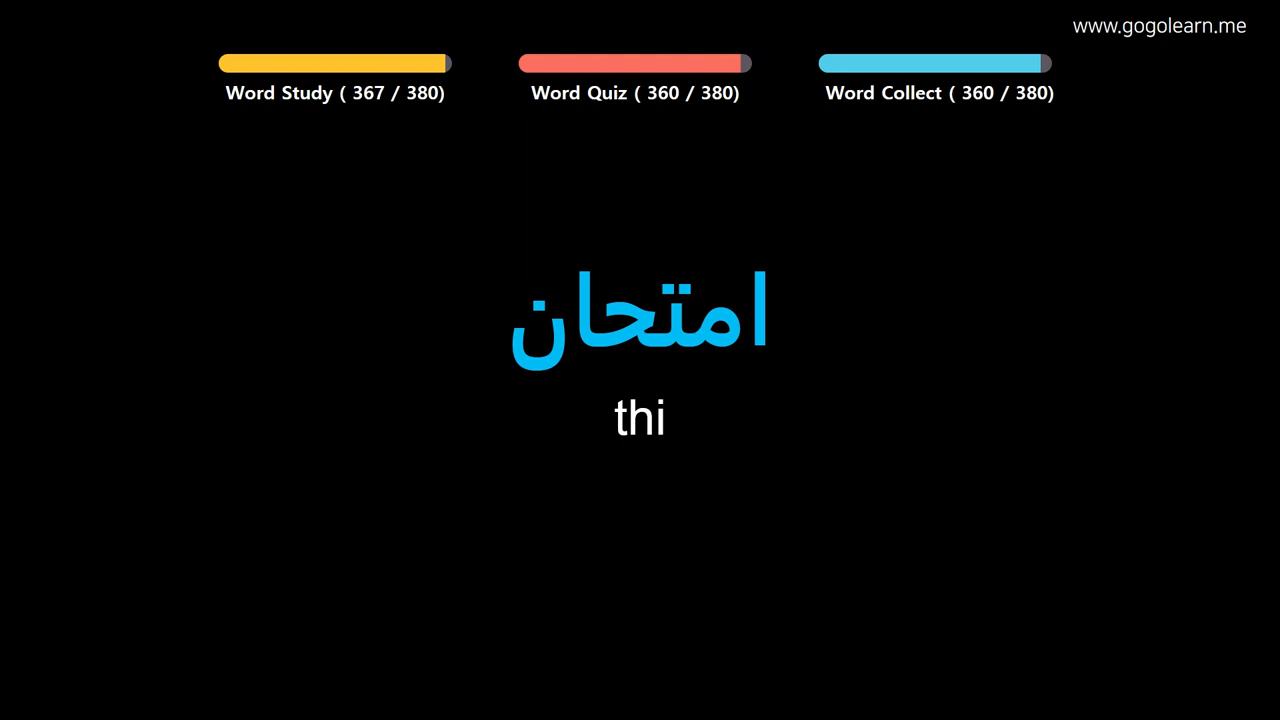 www.gogolearn.me
Word Study ( 367 / 380)
Word Quiz ( 360 / 380)
Word Collect ( 360 / 380)
امتحان
thi